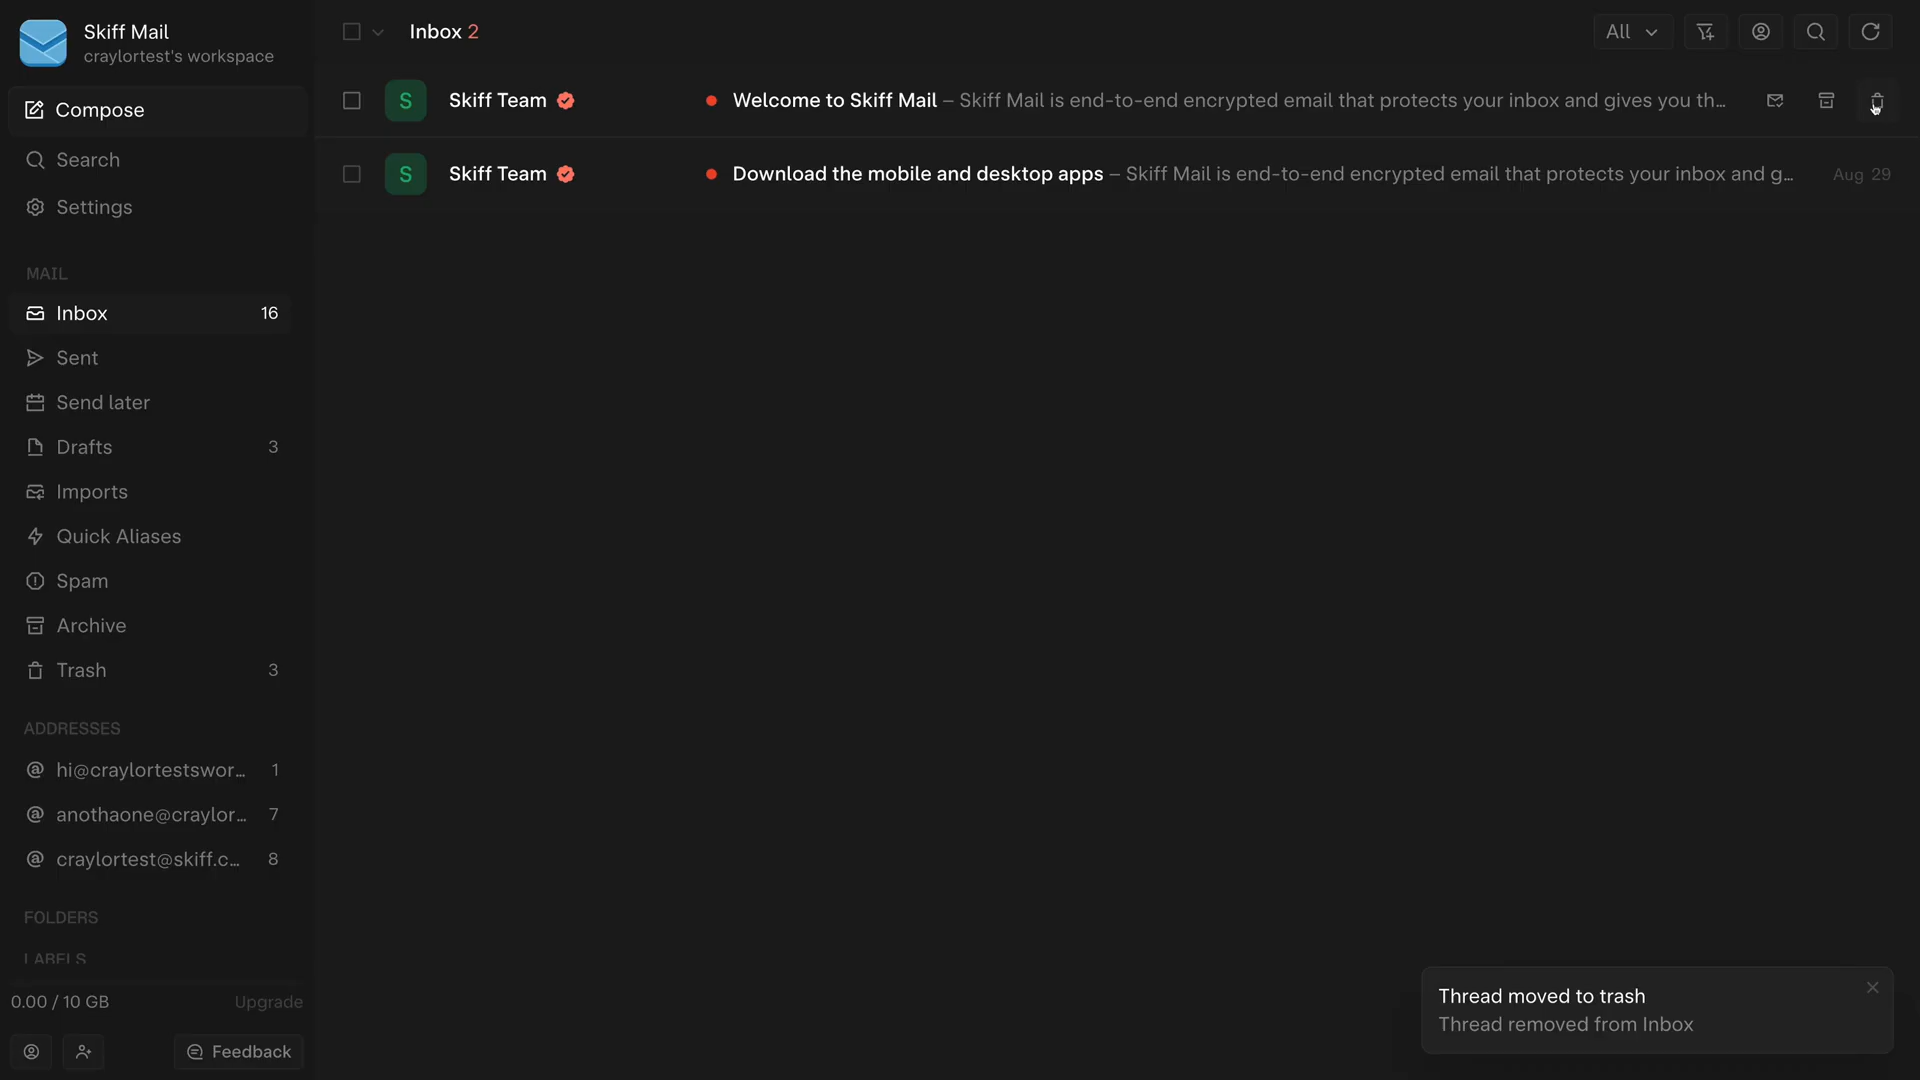 Skiff Mail
craylortest's workspace
Compose
Search
Settings
MAIL
Inbox 16
Sent
Send later
Drafts 3
Imports
Quick Aliases
Spam
Archive
Trash 3
ADDRESSES
hi@craylortestswor... 1
anothaone@craylor... 7
craylortest@skiff.c... 8
FOLDERS
LABELS
0.00 / 10 GB Upgrade
Feedback
Inbox 2
All
S Skiff Team Welcome to Skiff Mail – Skiff Mail is end-to-end encrypted email that protects your inbox and gives you th...
S Skiff Team Download the mobile and desktop apps – Skiff Mail is end-to-end encrypted email that protects your inbox and g... Aug 29
Thread moved to trash
Thread removed from Inbox